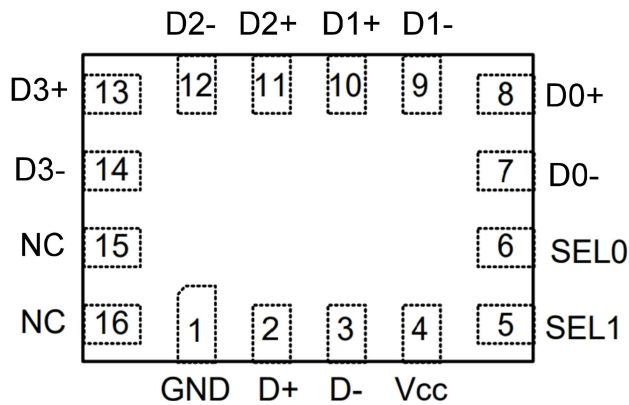 D2- D2+ D1+ D1-
12 11 10 9
D3+ 13 8 D0+
D3- 14 7 D0-
NC 15 6 SEL0
NC 16 5 SEL1
1 2 3 4
GND D+ D- Vcc